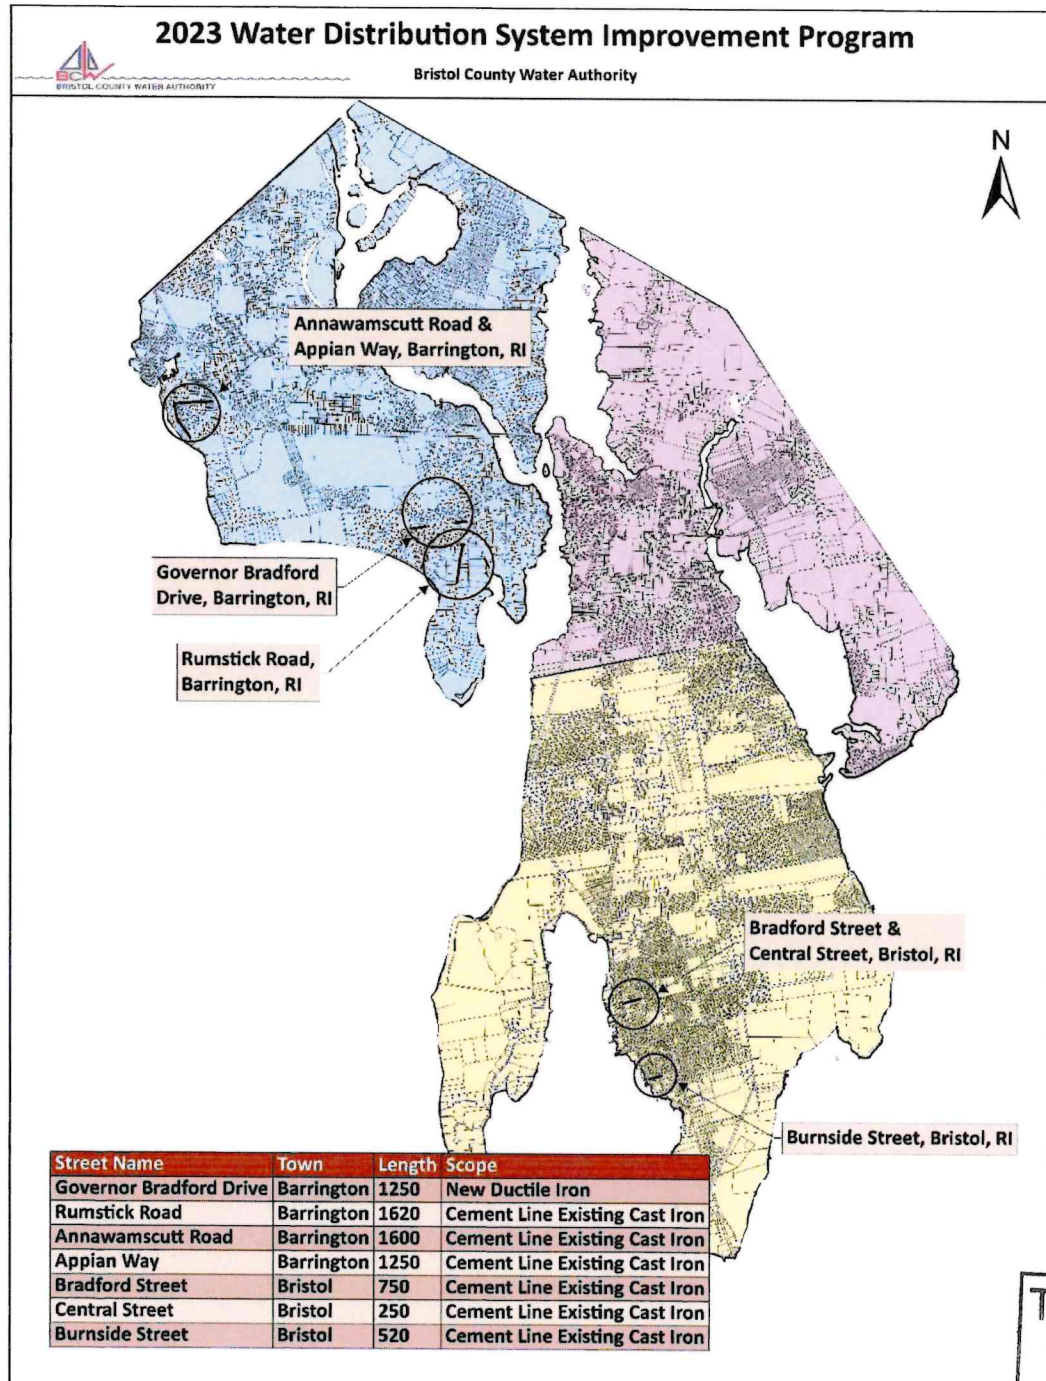 2023 Water Distribution System Improvement Program
Bristol County Water Authority
BCWA
BRISTOL COUNTY WATER AUTHORITY
N
Annawamscutt Road &
Appian Way, Barrington, RI
Governor Bradford
Drive, Barrington, RI
Rumstick Road,
Barrington, RI
Bradford Street &
Central Street, Bristol, RI
Burnside Street, Bristol, RI
Street Name Town Length Scope
Governor Bradford Drive Barrington 1250 New Ductile Iron
Rumstick Road Barrington 1620 Cement Line Existing Cast Iron
Annawamscutt Road Barrington 1600 Cement Line Existing Cast Iron
Appian Way Barrington 1250 Cement Line Existing Cast Iron
Bradford Street Bristol 750 Cement Line Existing Cast Iron
Central Street Bristol 250 Cement Line Existing Cast Iron
Burnside Street Bristol 520 Cement Line Existing Cast Iron
T